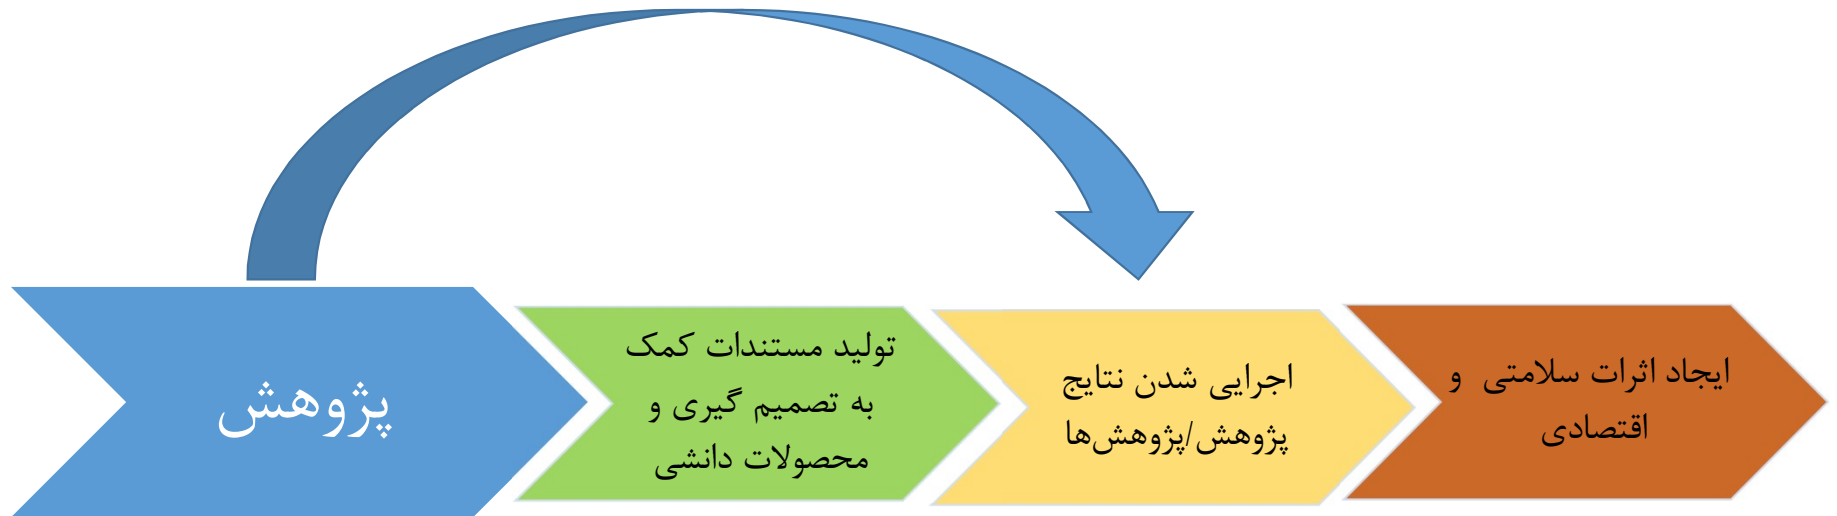 پژوهش
تولید مستندات کمک
به تصمیم گیری و
محصولات دانشی
اجرایی شدن نتایج
پژوهش/پژوهش‌ها
ایجاد اثرات سلامتی و
اقتصادی